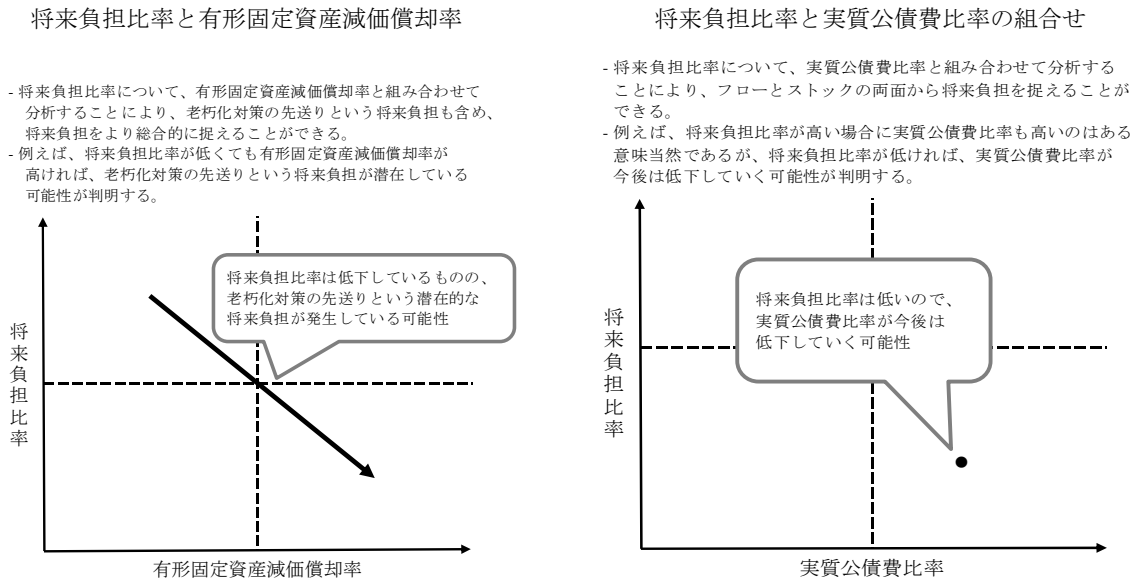 将来負担比率と有形固定資産減価償却率
- 将来負担比率について、有形固定資産減価償却率と組み合わせて
分析することにより、老朽化対策の先送りという将来負担も含め、
将来負担をより総合的に捉えることができる。
- 例えば、将来負担比率が低くても有形固定資産減価償却率が
高ければ、老朽化対策の先送りという将来負担が潜在している
可能性が判明する。
将来負担比率は低下しているものの、
老朽化対策の先送りという潜在的な
将来負担が発生している可能性
将来負担比率
有形固定資産減価償却率
将来負担比率と実質公債費比率の組合せ
- 将来負担比率について、実質公債費比率と組み合わせて分析する
ことにより、フローとストックの両面から将来負担を捉えることが
できる。
- 例えば、将来負担比率が高い場合に実質公債費比率も高いのはある
意味当然であるが、将来負担比率が低ければ、実質公債費比率が
今後は低下していく可能性が判明する。
将来負担比率は低いので、
実質公債費比率が今後は
低下していく可能性
将来負担比率
実質公債費比率